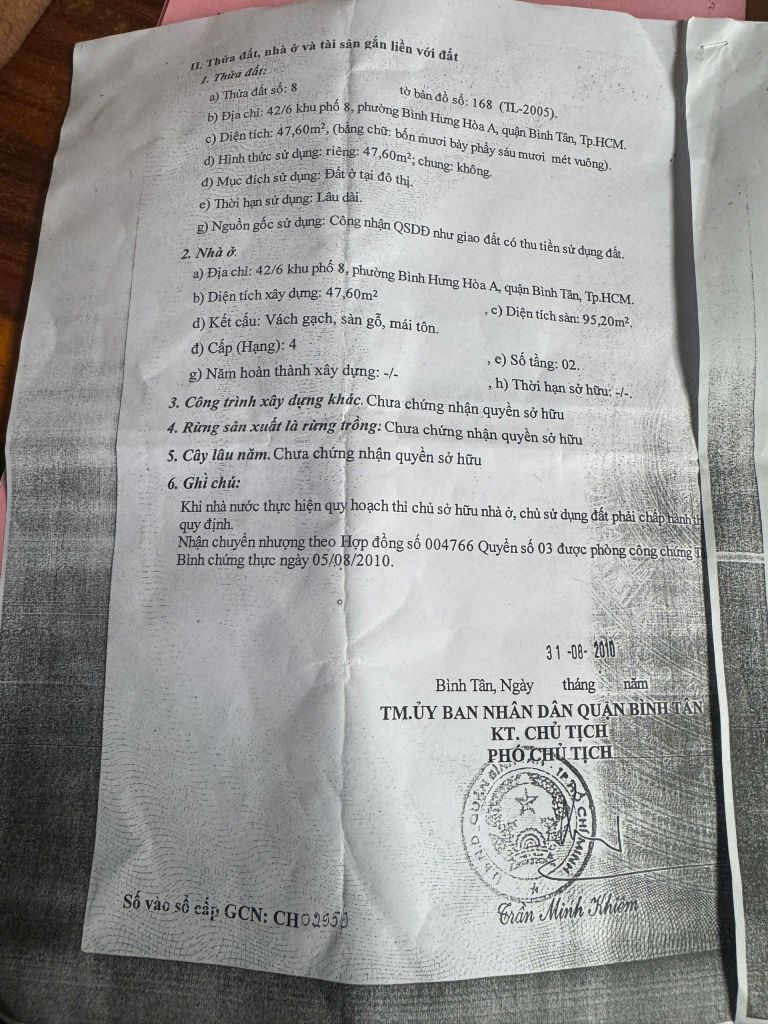 II. Thửa đất, nhà ở và tài sản gắn liền với đất
1. Thửa đất:
a) Thửa đất số: 8 tờ bản đồ số: 168 (TL-2005).
b) Địa chỉ: 42/6 khu phố 8, phường Bình Hưng Hòa A, quận Bình Tân, Tp.HCM.
c) Diện tích: 47,60m², (bằng chữ: bốn mươi bảy phẩy sáu mươi mét vuông).
d) Hình thức sử dụng: riêng: 47,60m²; chung: không.
đ) Mục đích sử dụng: Đất ở tại đô thị.
e) Thời hạn sử dụng: Lâu dài.
g) Nguồn gốc sử dụng: Công nhận QSDĐ như giao đất có thu tiền sử dụng đất.
2. Nhà ở.
a) Địa chỉ: 42/6 khu phố 8, phường Bình Hưng Hòa A, quận Bình Tân, Tp.HCM.
b) Diện tích xây dựng: 47,60m² , c) Diện tích sàn: 95,20m².
d) Kết cấu: Vách gạch, sàn gỗ, mái tôn.
đ) Cấp (Hạng): 4 , e) Số tầng: 02.
g) Năm hoàn thành xây dựng: -/- , h) Thời hạn sở hữu: -/-.
3. Công trình xây dựng khác. Chưa chứng nhận quyền sở hữu
4. Rừng sản xuất là rừng trồng: Chưa chứng nhận quyền sở hữu
5. Cây lâu năm. Chưa chứng nhận quyền sở hữu
6. Ghi chú:
Khi nhà nước thực hiện quy hoạch thì chủ sở hữu nhà ở, chủ sử dụng đất phải chấp hành th
quy định.
Nhận chuyển nhượng theo Hợp đồng số 004766 Quyển số 03 được phòng công chứng T
Bình chứng thực ngày 05/08/2010.
31-08-2010
Bình Tân, Ngày tháng năm
TM.ỦY BAN NHÂN DÂN QUẬN BÌNH TÂN
KT. CHỦ TỊCH
PHÓ CHỦ TỊCH
U.B.N.D. QUẬN BÌNH TP. HỒ CHÍ MINH
Trần Minh Khiêm
Số vào sổ cấp GCN: CH02950